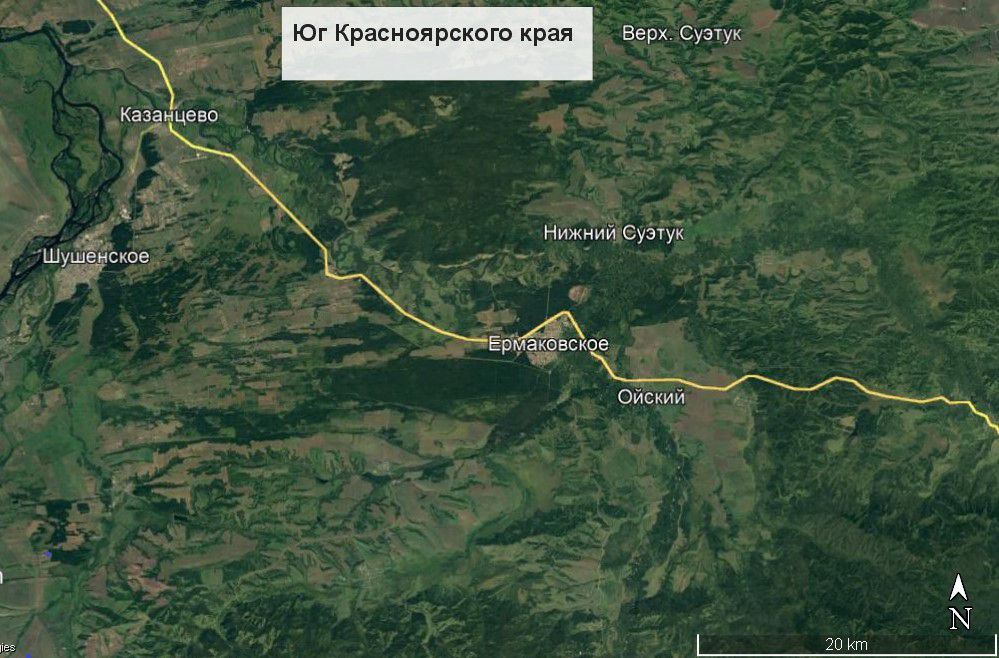 Юг Красноярского края
Верх. Суэтук
Казанцево
Нижний Суэтук
Шушенское
Ермаковское
Ойский
N
20 km